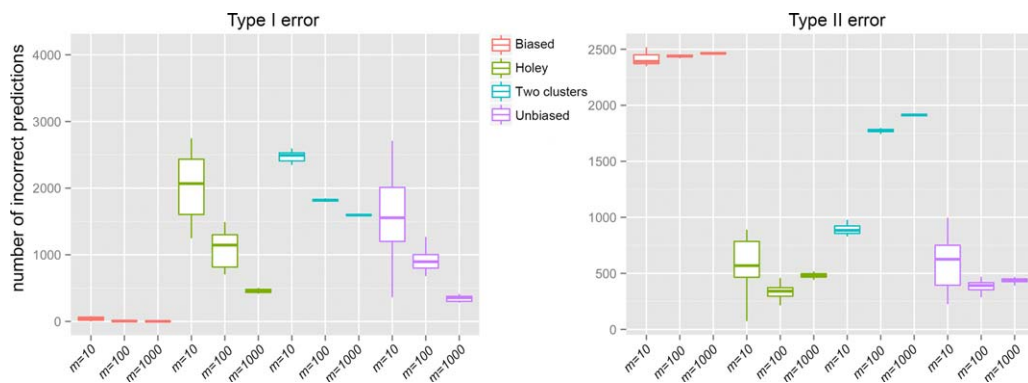 Type I error
Type II error
number of incorrect predictions
4000
3000
2000
1000
0
m=10
m=100
m=1000
m=10
m=100
m=1000
m=10
m=100
m=1000
m=10
m=100
m=1000
Biased
Holey
Two clusters
Unbiased
2500
2000
1500
1000
500
0
m=10
m=100
m=1000
m=10
m=100
m=1000
m=10
m=100
m=1000
m=10
m=100
m=1000